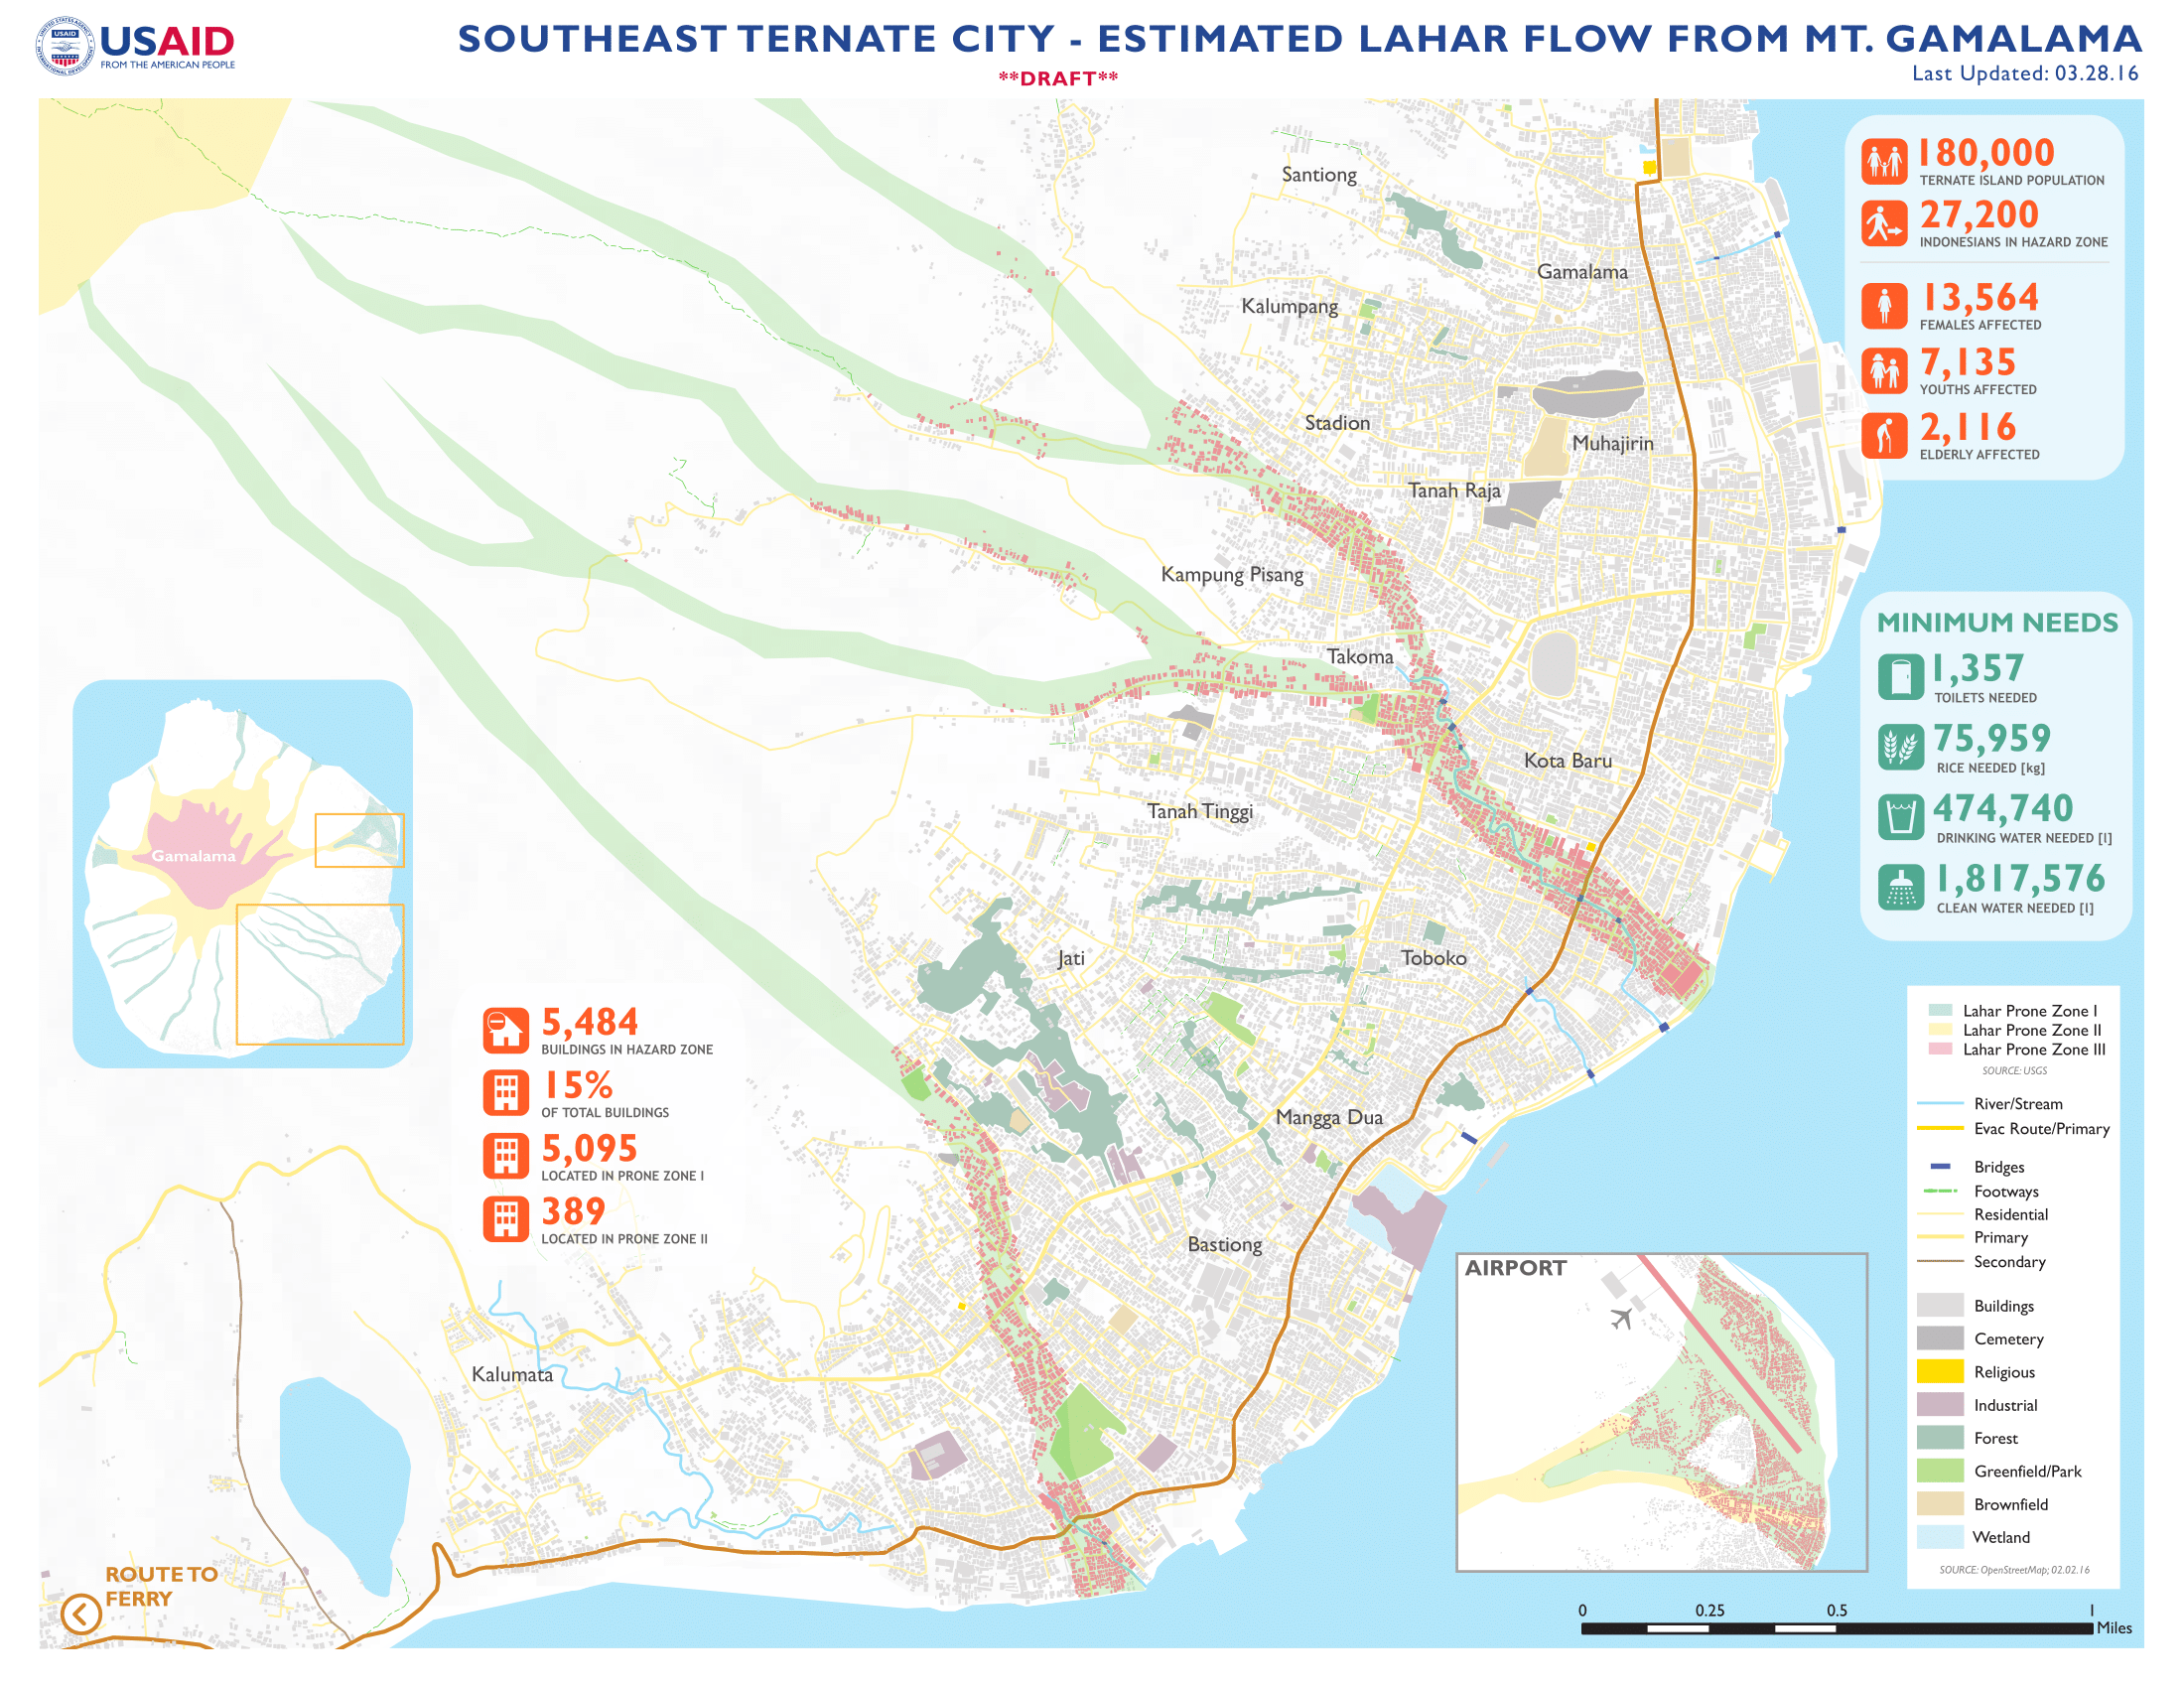 USAID
FROM THE AMERICAN PEOPLE
SOUTHEAST TERNATE CITY - ESTIMATED LAHAR FLOW FROM MT. GAMALAMA
**DRAFT**
Last Updated: 03.28.16
180,000
TERNATE ISLAND POPULATION
27,200
INDONESIANS IN HAZARD ZONE
13,564
FEMALES AFFECTED
7,135
YOUTHS AFFECTED
2,116
ELDERLY AFFECTED
Santiong
Gamalama
Kalumpang
Stadion
Muhajirin
Tanah Raja
Kampung Pisang
Takoma
Kota Baru
Tanah Tinggi
Jati
Toboko
Mangga Dua
Bastiong
Kalumata
MINIMUM NEEDS
1,357
TOILETS NEEDED
75,959
RICE NEEDED [kg]
474,740
DRINKING WATER NEEDED [l]
1,817,576
CLEAN WATER NEEDED [l]
Gamalama
5,484
BUILDINGS IN HAZARD ZONE
15%
OF TOTAL BUILDINGS
5,095
LOCATED IN PRONE ZONE I
389
LOCATED IN PRONE ZONE II
Lahar Prone Zone I
Lahar Prone Zone II
Lahar Prone Zone III
SOURCE: USGS
River/Stream
Evac Route/Primary
Bridges
Footways
Residential
Primary
Secondary
Buildings
Cemetery
Religious
Industrial
Forest
Greenfield/Park
Brownfield
Wetland
SOURCE: OpenStreetMap; 02.02.16
AIRPORT
ROUTE TO
FERRY
0 0.25 0.5 1
Miles